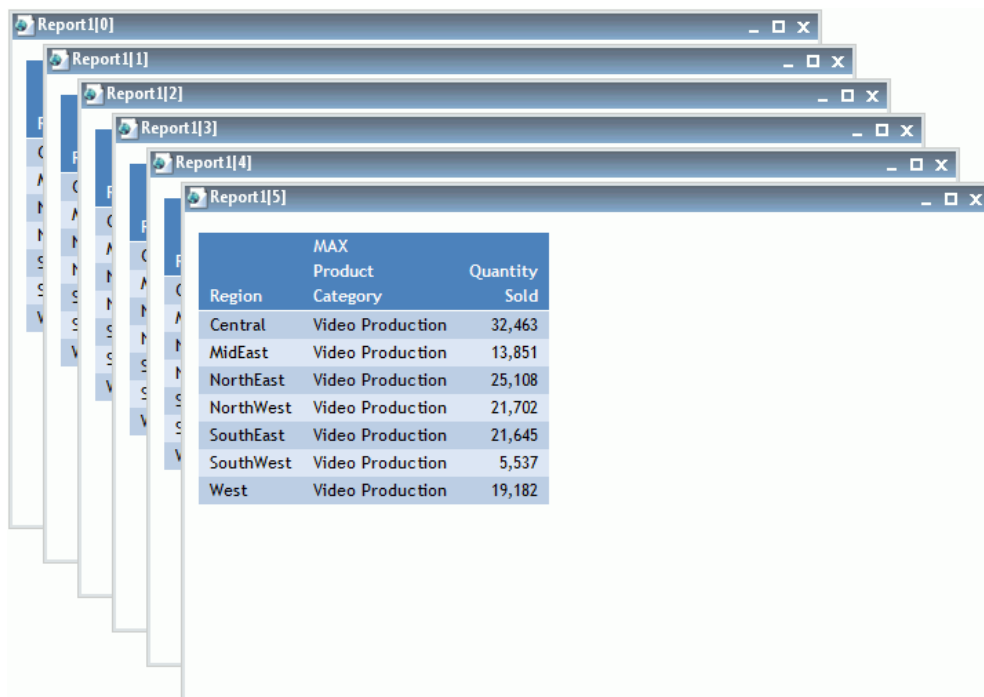 Report1[0]
Report1[1]
Report1[2]
Report1[3]
Report1[4]
Report1[5]
MAX
Product Quantity
Region Category Sold
Central Video Production 32,463
MidEast Video Production 13,851
NorthEast Video Production 25,108
NorthWest Video Production 21,702
SouthEast Video Production 21,645
SouthWest Video Production 5,537
West Video Production 19,182